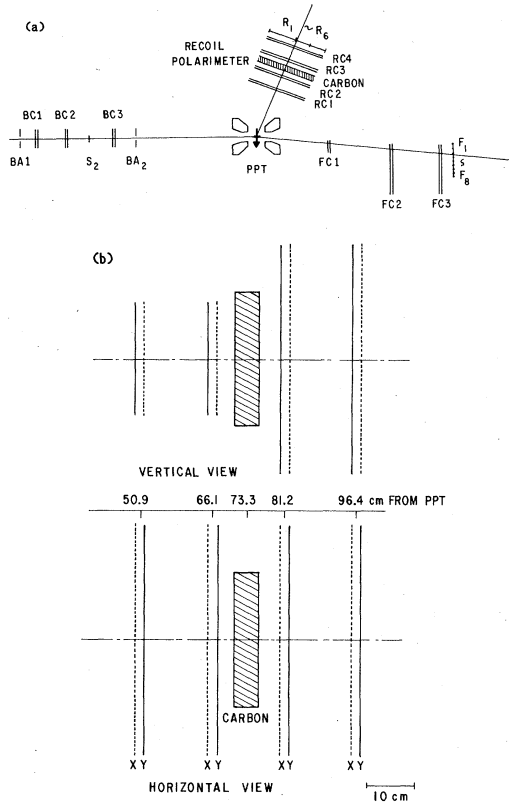 (a)
R1 ~ R6
RECOIL
POLARIMETER
RC4
RC3
CARBON
RC2
RC1
BC1 BC2 BC3
BA1 S2 BA2
PPT
FC1
FC2
FC3
F1
S
F8
(b)
VERTICAL VIEW
50.9 66.1 73.3 81.2 96.4 cm FROM PPT
CARBON
X Y X Y X Y X Y
HORIZONTAL VIEW
10 cm